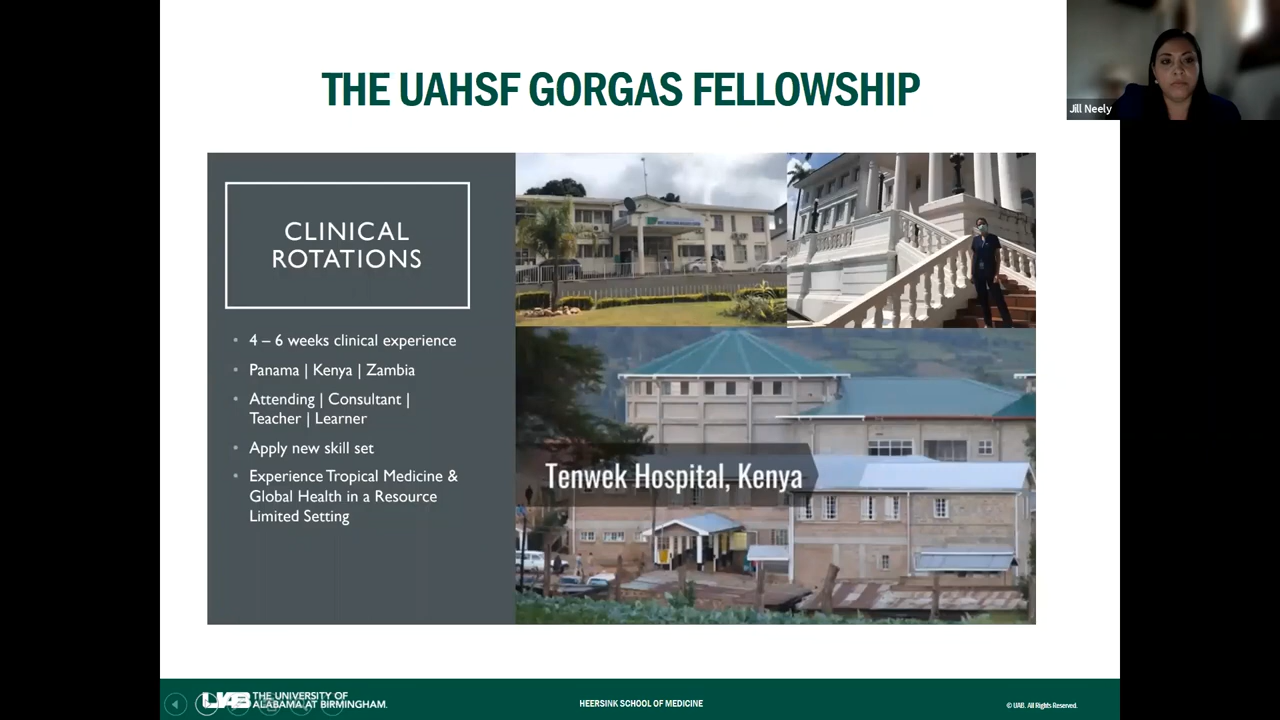 THE UAHSF GORGAS FELLOWSHIP
Jill Neely
CLINICAL
ROTATIONS
• 4 – 6 weeks clinical experience
• Panama | Kenya | Zambia
• Attending | Consultant |
Teacher | Learner
• Apply new skill set
• Experience Tropical Medicine &
Global Health in a Resource
Limited Setting
Tenwek Hospital, Kenya
UAB THE UNIVERSITY OF
ALABAMA AT BIRMINGHAM.
HEERSINK SCHOOL OF MEDICINE
© UAB. All Rights Reserved.